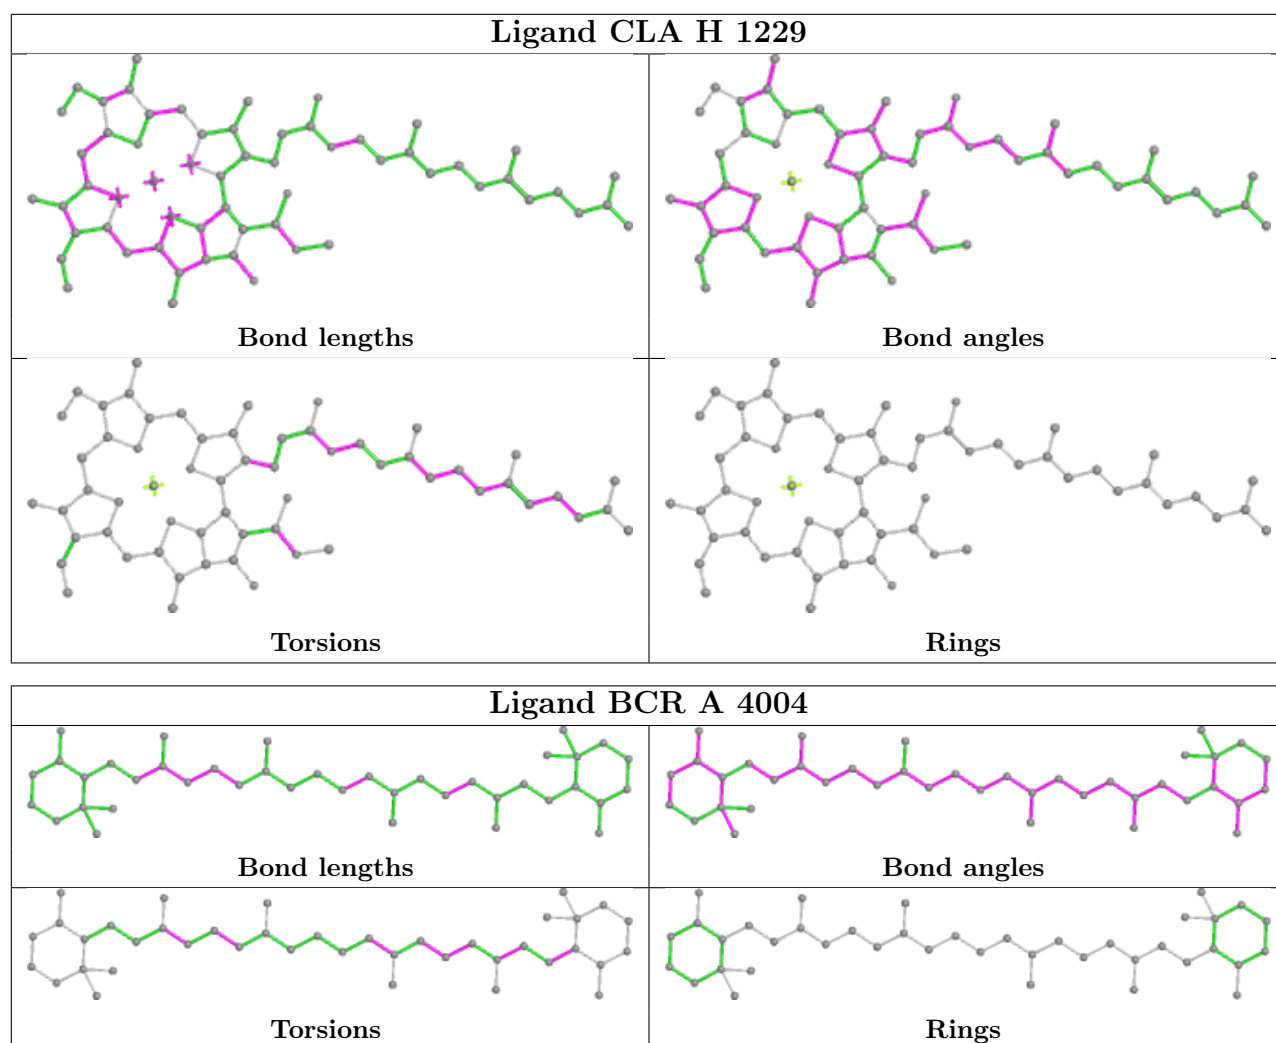 Ligand CLA H 1229
Bond lengths
Bond angles
Torsions
Rings
Ligand BCR A 4004
Bond lengths
Bond angles
Torsions
Rings